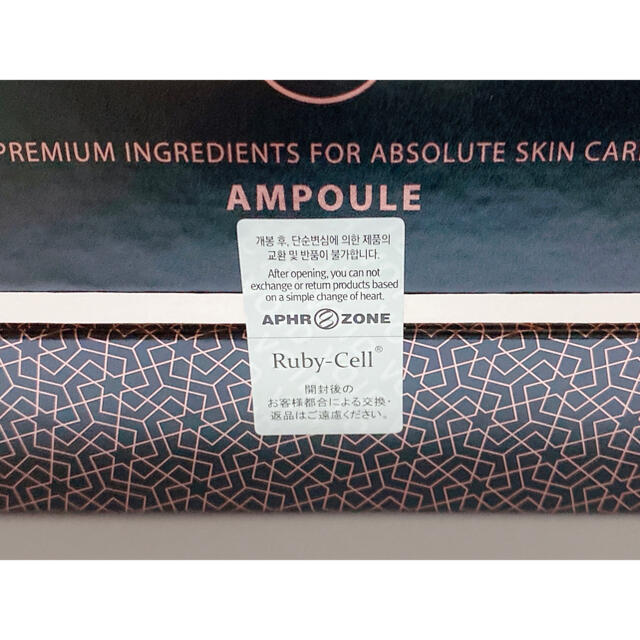 PREMIUM INGREDIENTS FOR ABSOLUTE SKIN CAR
AMPOULE
개봉 후, 단순변심에 의한 제품의
교환 및 반품이 불가합니다.
After opening, you can not
exchange or return products based
on a simple change of heart.
APHROZONE
Ruby-Cell®
開封後の
お客様都合による交換・
返品はご遠慮ください。